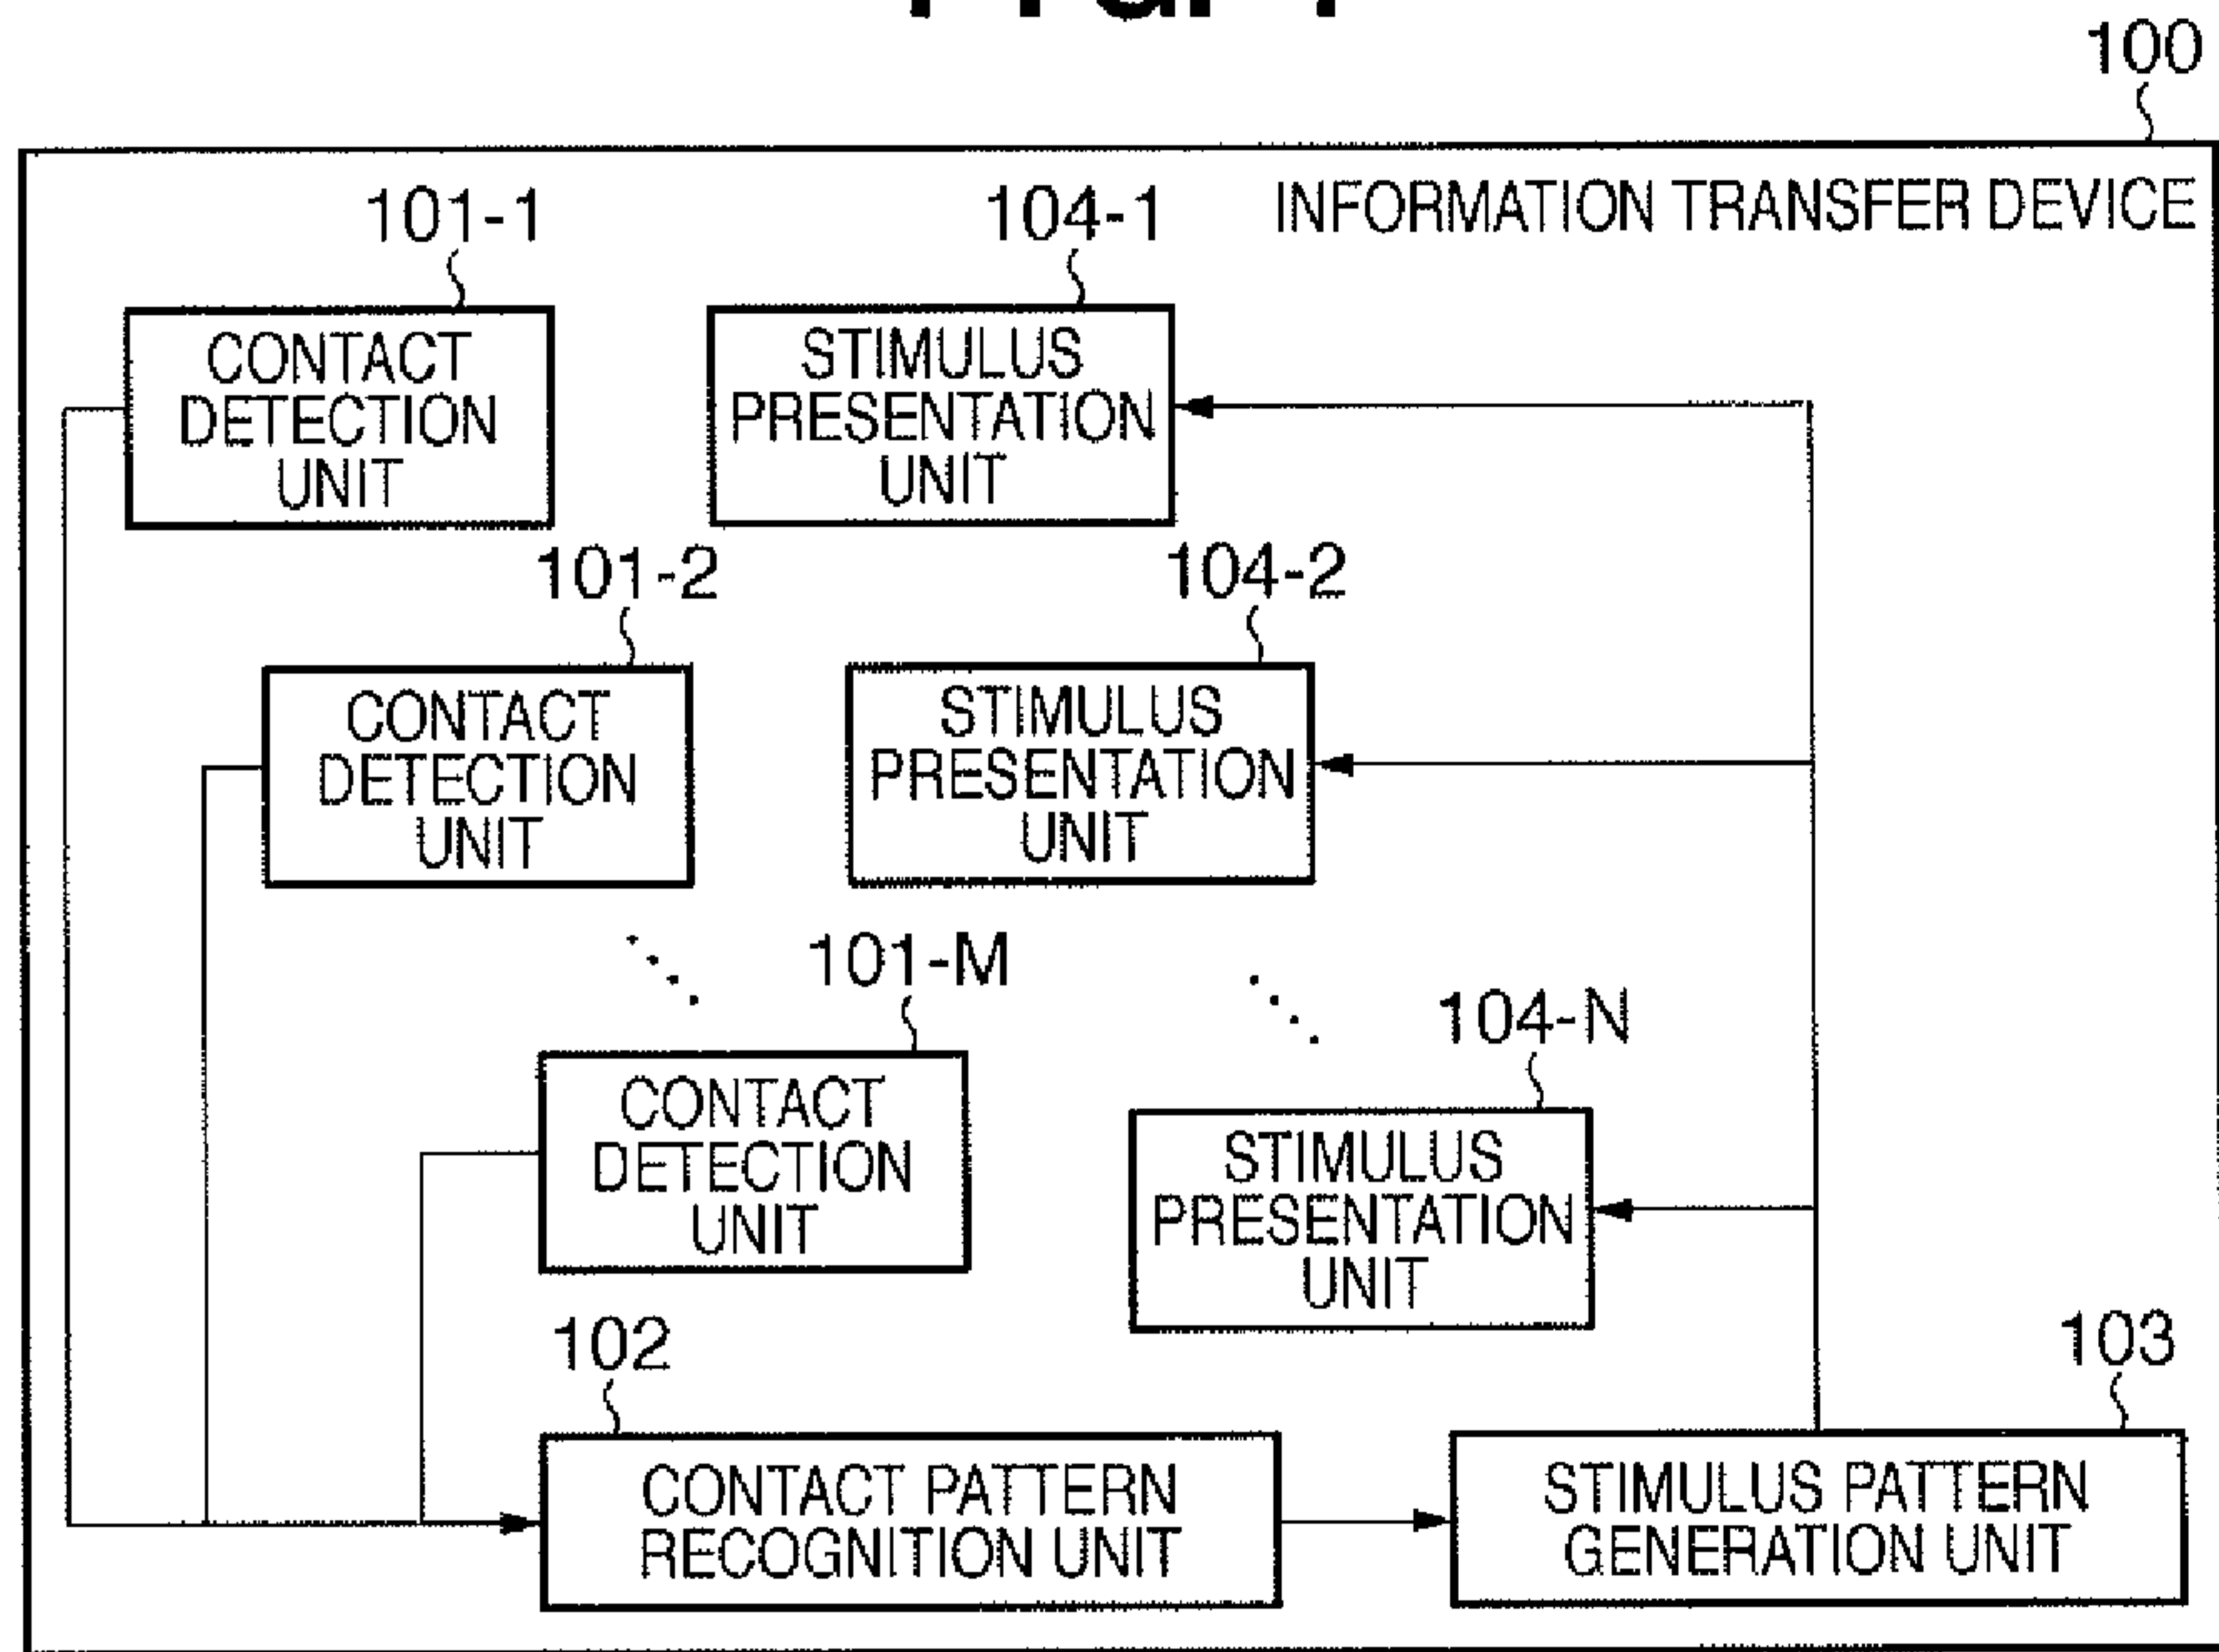 100
INFORMATION TRANSFER DEVICE
101-1
104-1
CONTACT
DETECTION
UNIT
STIMULUS
PRESENTATION
UNIT
101-2
104-2
CONTACT
DETECTION
UNIT
STIMULUS
PRESENTATION
UNIT
101-M
104-N
CONTACT
DETECTION
UNIT
STIMULUS
PRESENTATION
UNIT
102
103
CONTACT PATTERN
RECOGNITION UNIT
STIMULUS PATTERN
GENERATION UNIT